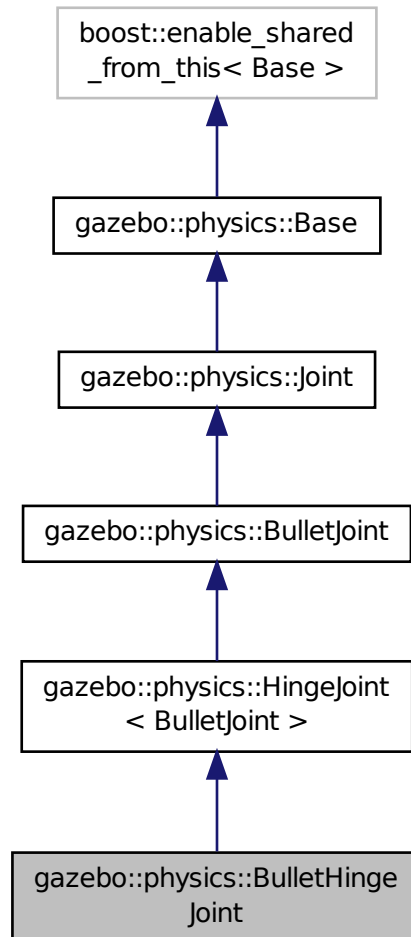 boost::enable_shared
_from_this< Base >
gazebo::physics::Base
gazebo::physics::Joint
gazebo::physics::BulletJoint
gazebo::physics::HingeJoint
< BulletJoint >
gazebo::physics::BulletHinge
Joint